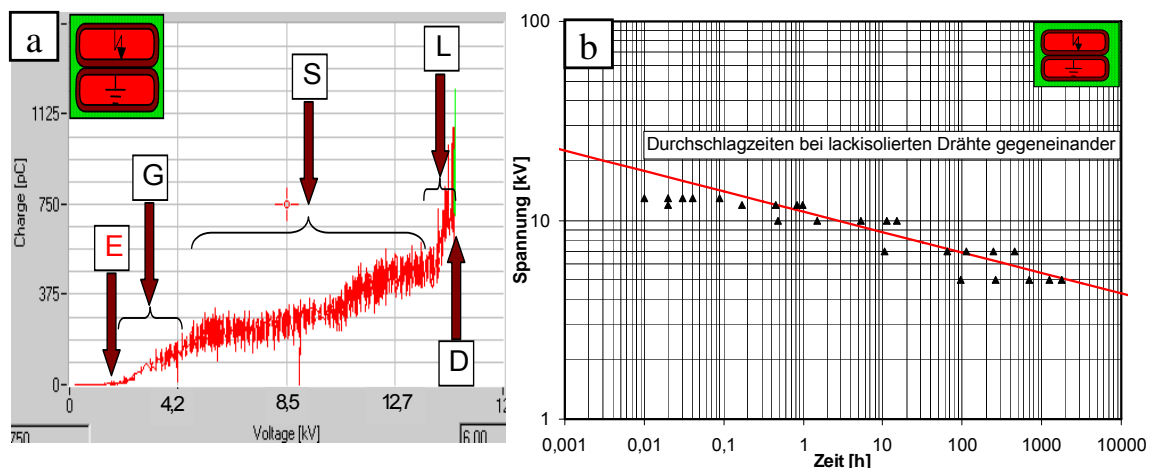 a
L
S
G
E
D
1125
750
375
0
Charge [pC]
0 4,2 8,5 12,7 12
Voltage [kV]
750
6.00
b
100
10
1
Spannung [kV]
Durchschlagzeiten bei lackisolierten Drähte gegeneinander
0,001 0,01 0,1 1 10 100 1000 10000
Zeit [h]